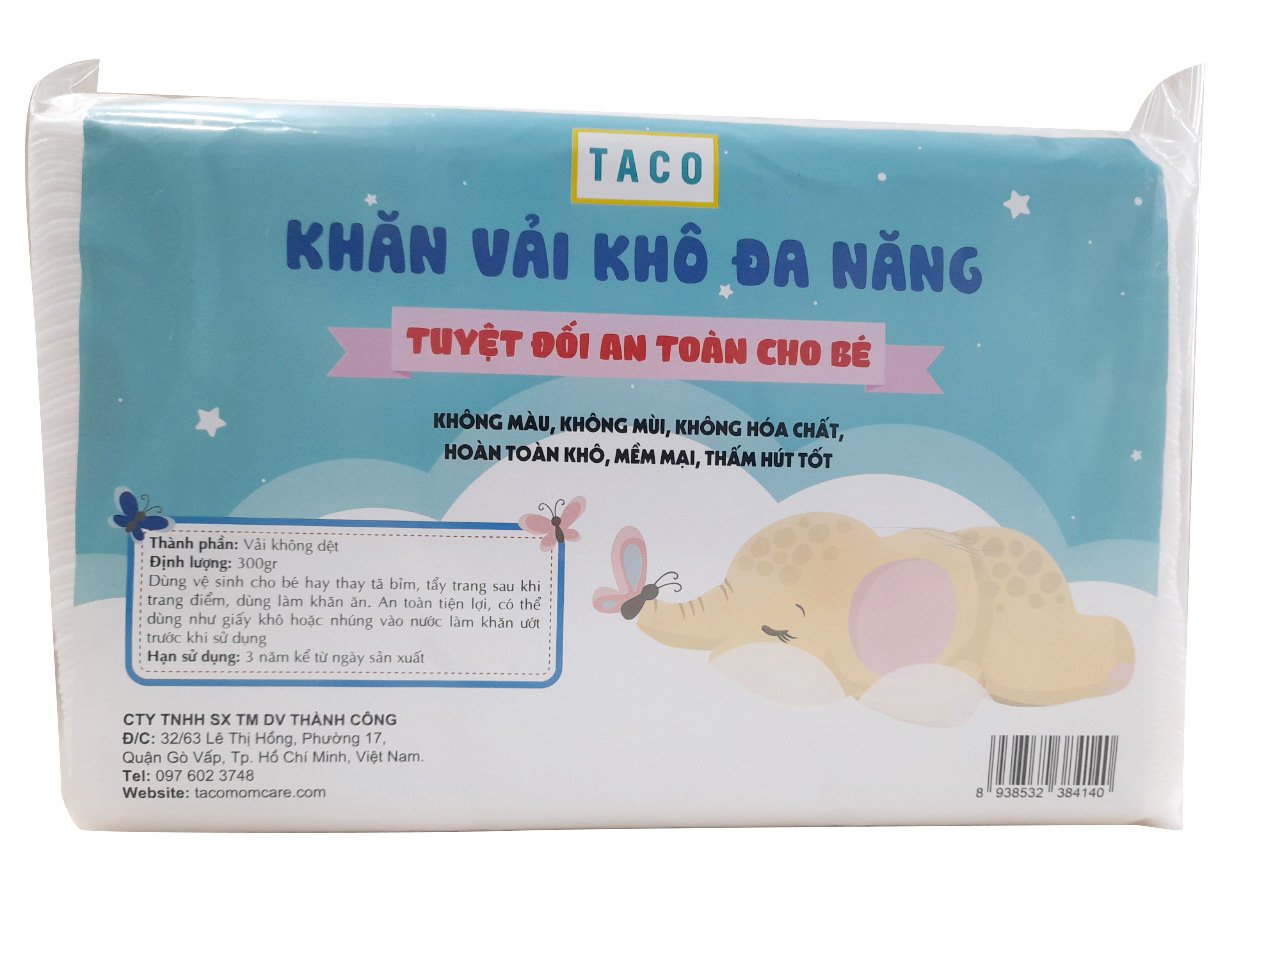 TACO
KHĂN VẢI KHÔ ĐA NĂNG
TUYỆT ĐỐI AN TOÀN CHO BÉ
KHÔNG MÀU, KHÔNG MÙI, KHÔNG HÓA CHẤT,
HOÀN TOÀN KHÔ, MỀM MẠI, THẤM HÚT TỐT
Thành phần: Vải không dệt
Định lượng: 300gr
Dùng vệ sinh cho bé hay thay tã bỉm, tẩy trang sau khi
trang điểm, dùng làm khăn ăn. An toàn tiện lợi, có thể
dùng như giấy khô hoặc nhúng vào nước làm khăn ướt
trước khi sử dụng
Hạn sử dụng: 3 năm kể từ ngày sản xuất
CTY TNHH SX TM DV THÀNH CÔNG
Đ/C: 32/63 Lê Thị Hồng, Phường 17,
Quận Gò Vấp, Tp. Hồ Chí Minh, Việt Nam.
Tel: 097 602 3748
Website: tacomomcare.com
8 938532 384140